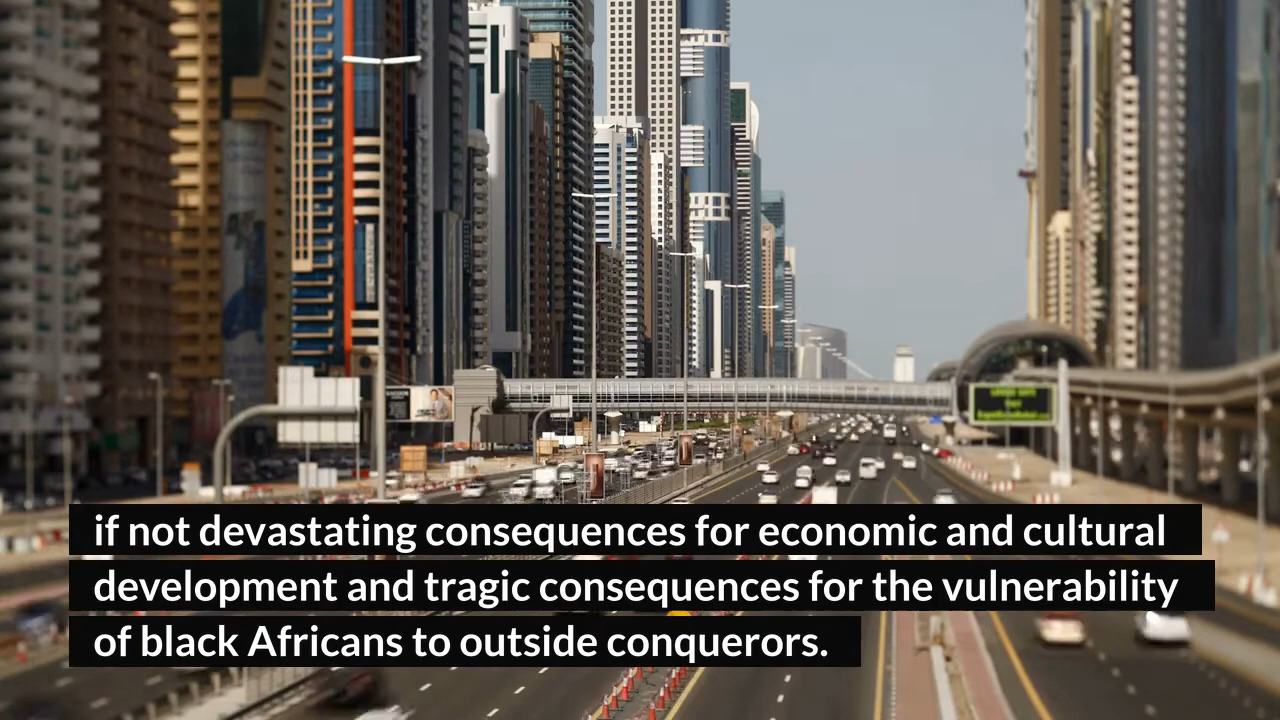 if not devastating consequences for economic and cultural
development and tragic consequences for the vulnerability
of black Africans to outside conquerors.